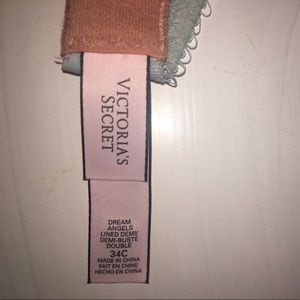 VICTORIA'S
SECRET
DREAM
ANGELS
LINED DEMI/
DEMI-BUSTE
DOUBLE
34C
MADE IN CHINA
FAIT EN CHINE
HECHO EN CHINA